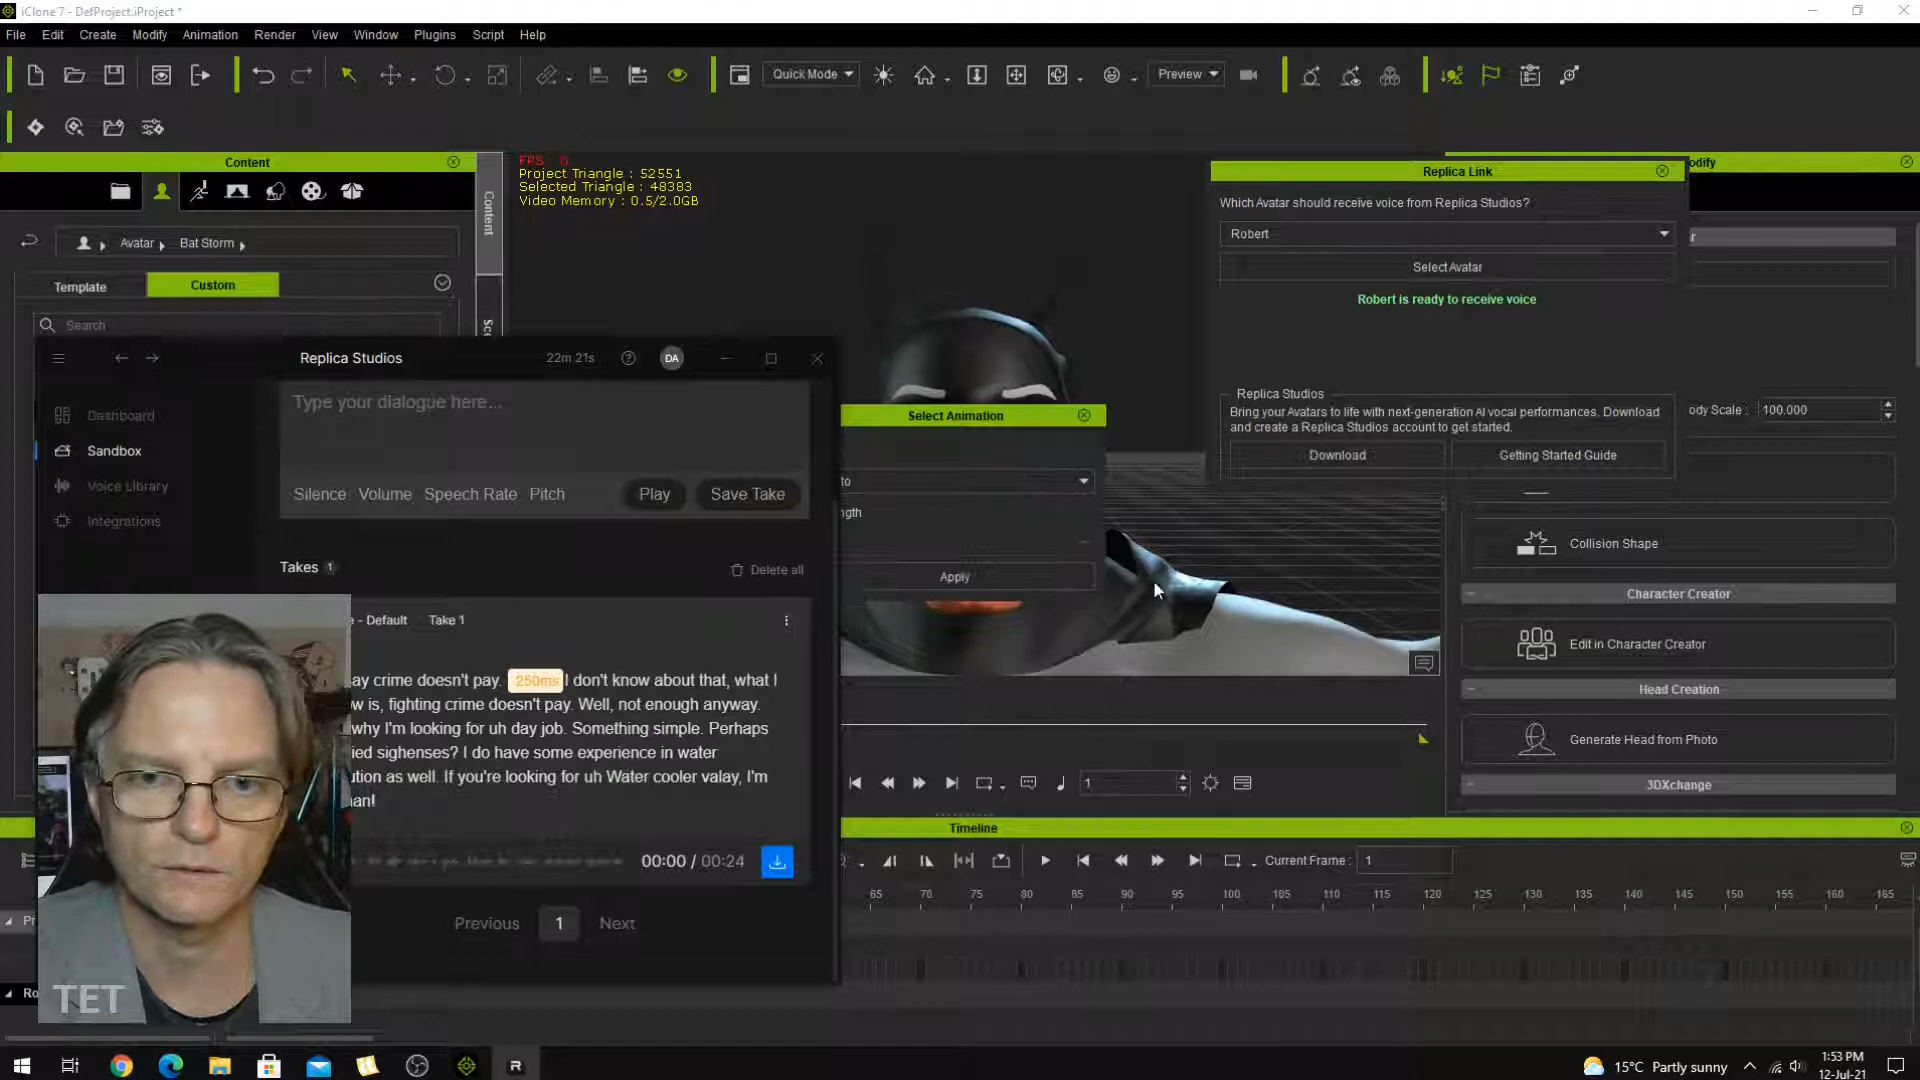 iClone 7 - DefProject.iProject *
File Edit Create Modify Animation Render View Window Plugins Script Help
Quick Mode
Preview
Content
Avatar
Bat Storm
Template
Custom
Search
Content
FPS
Project Triangle : 52551
Selected Triangle : 48383
Video Memory : 0.5/2.0GB
Replica Link
Which Avatar should receive voice from Replica Studios?
Robert
Select Avatar
Robert is ready to receive voice
Replica Studios
Bring your Avatars to life with next-generation AI vocal performances. Download
and create a Replica Studios account to get started.
Download
Getting Started Guide
odify
r
ody Scale : 100.000
Collision Shape
Character Creator
Edit in Character Creator
Head Creation
Generate Head from Photo
3DXchange
Replica Studios
22m 21s
DA
Dashboard
Sandbox
Voice Library
Integrations
Type your dialogue here...
Silence Volume Speech Rate Pitch
Play
Save Take
Takes 1
Delete all
e - Default
Take 1
ay crime doesn't pay. 250ms I don't know about that, what I
w is, fighting crime doesn't pay. Well, not enough anyway.
why I'm looking for uh day job. Something simple. Perhaps
ied sighenses? I do have some experience in water
ution as well. If you're looking for uh Water cooler valay, I'm
an!
00:00 / 00:24
Previous 1 Next
Select Animation
to
ngth
Apply
1
Timeline
Current Frame : 1
65 70 75 80 85 90 95 100 105 110 115 120 125 130 135 140 145 150 155 160 165
Pr
Ro
TET
15°C Partly sunny
1:53 PM
12-Jul-21